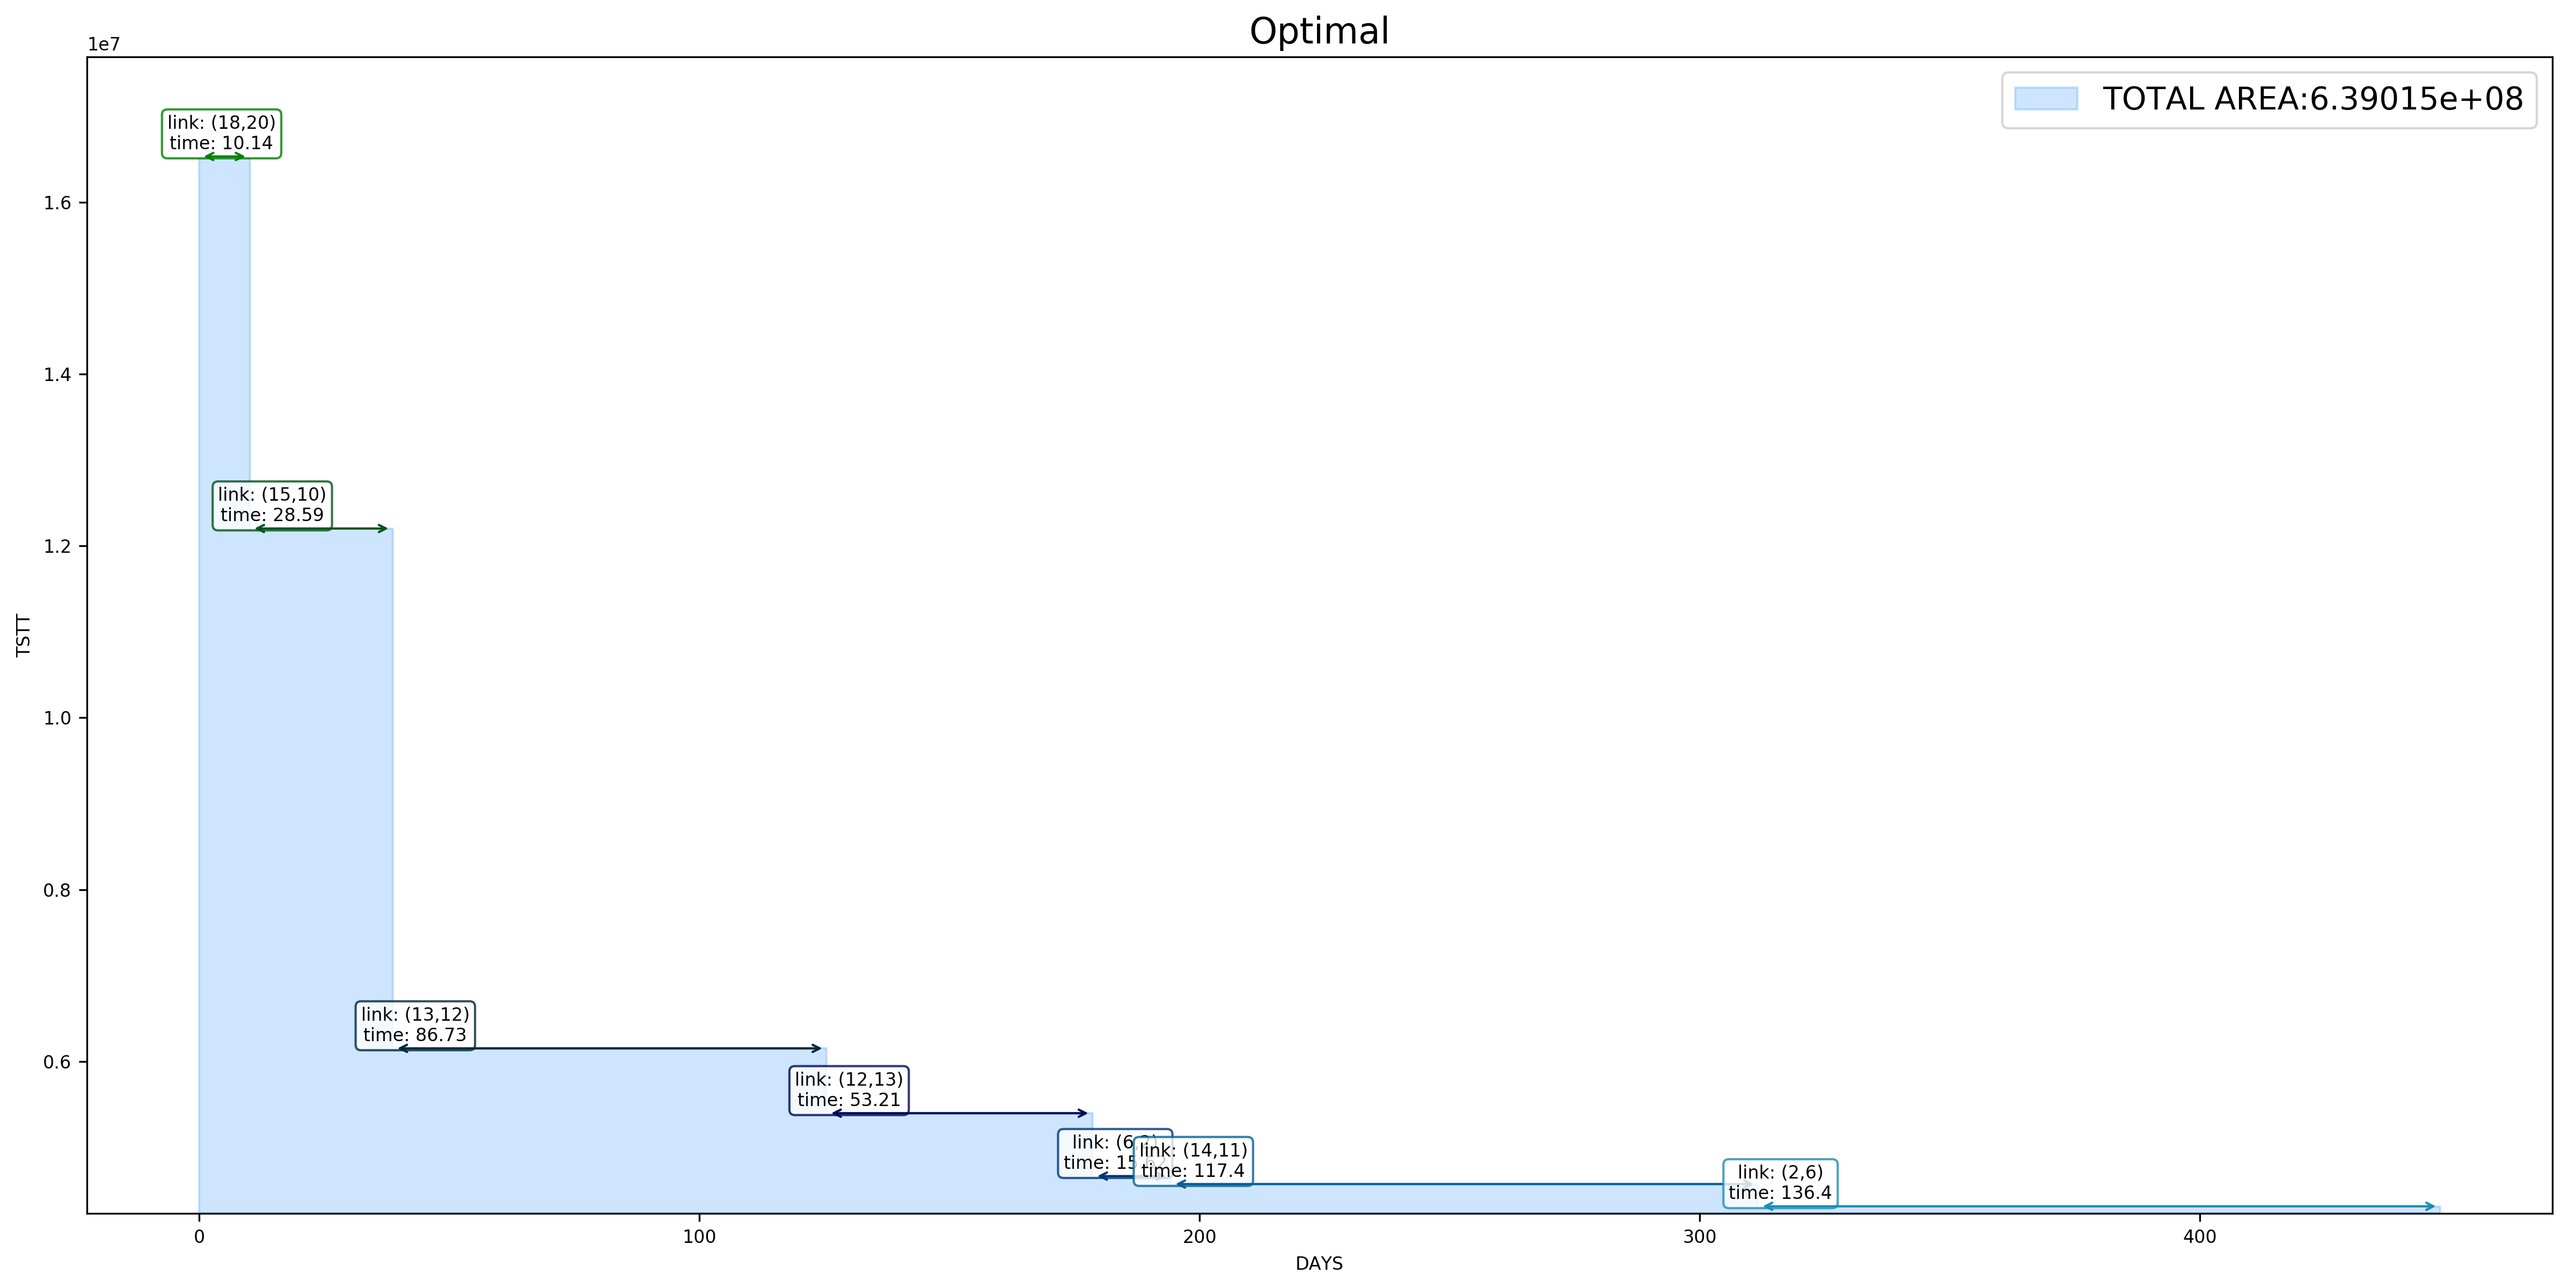 Optimal
1e7
TOTAL AREA:6.39015e+08
link: (18,20)
time: 10.14
1.6
1.4
link: (15,10)
time: 28.59
1.2
TSTT
1.0
0.8
link: (13,12)
time: 86.73
0.6
link: (12,13)
time: 53.21
link: (6
time: 15
link: (14,11)
time: 117.4
link: (2,6)
time: 136.4
0
100
200
300
400
DAYS